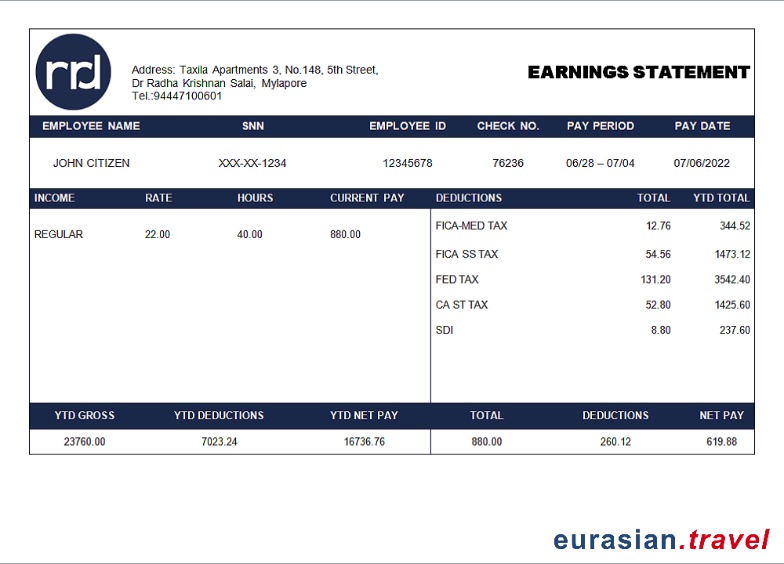 rrd
Address: Taxila Apartments 3, No.148, 5th Street,
Dr Radha Krishnan Salai, Mylapore
Tel.:94447100601
EARNINGS STATEMENT
EMPLOYEE NAME SNN EMPLOYEE ID CHECK NO. PAY PERIOD PAY DATE
JOHN CITIZEN XXX-XX-1234 12345678 76236 06/28 – 07/04 07/06/2022
INCOME RATE HOURS CURRENT PAY DEDUCTIONS TOTAL YTD TOTAL
REGULAR 22.00 40.00 880.00
FICA-MED TAX 12.76 344.52
FICA SS TAX 54.56 1473.12
FED TAX 131.20 3542.40
CA ST TAX 52.80 1425.60
SDI 8.80 237.60
YTD GROSS YTD DEDUCTIONS YTD NET PAY TOTAL DEDUCTIONS NET PAY
23760.00 7023.24 16736.76 880.00 260.12 619.88
eurasian.travel